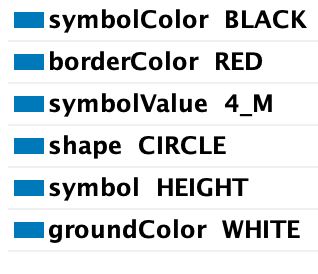 symbolColor BLACK
borderColor RED
symbolValue 4_M
shape CIRCLE
symbol HEIGHT
groundColor WHITE